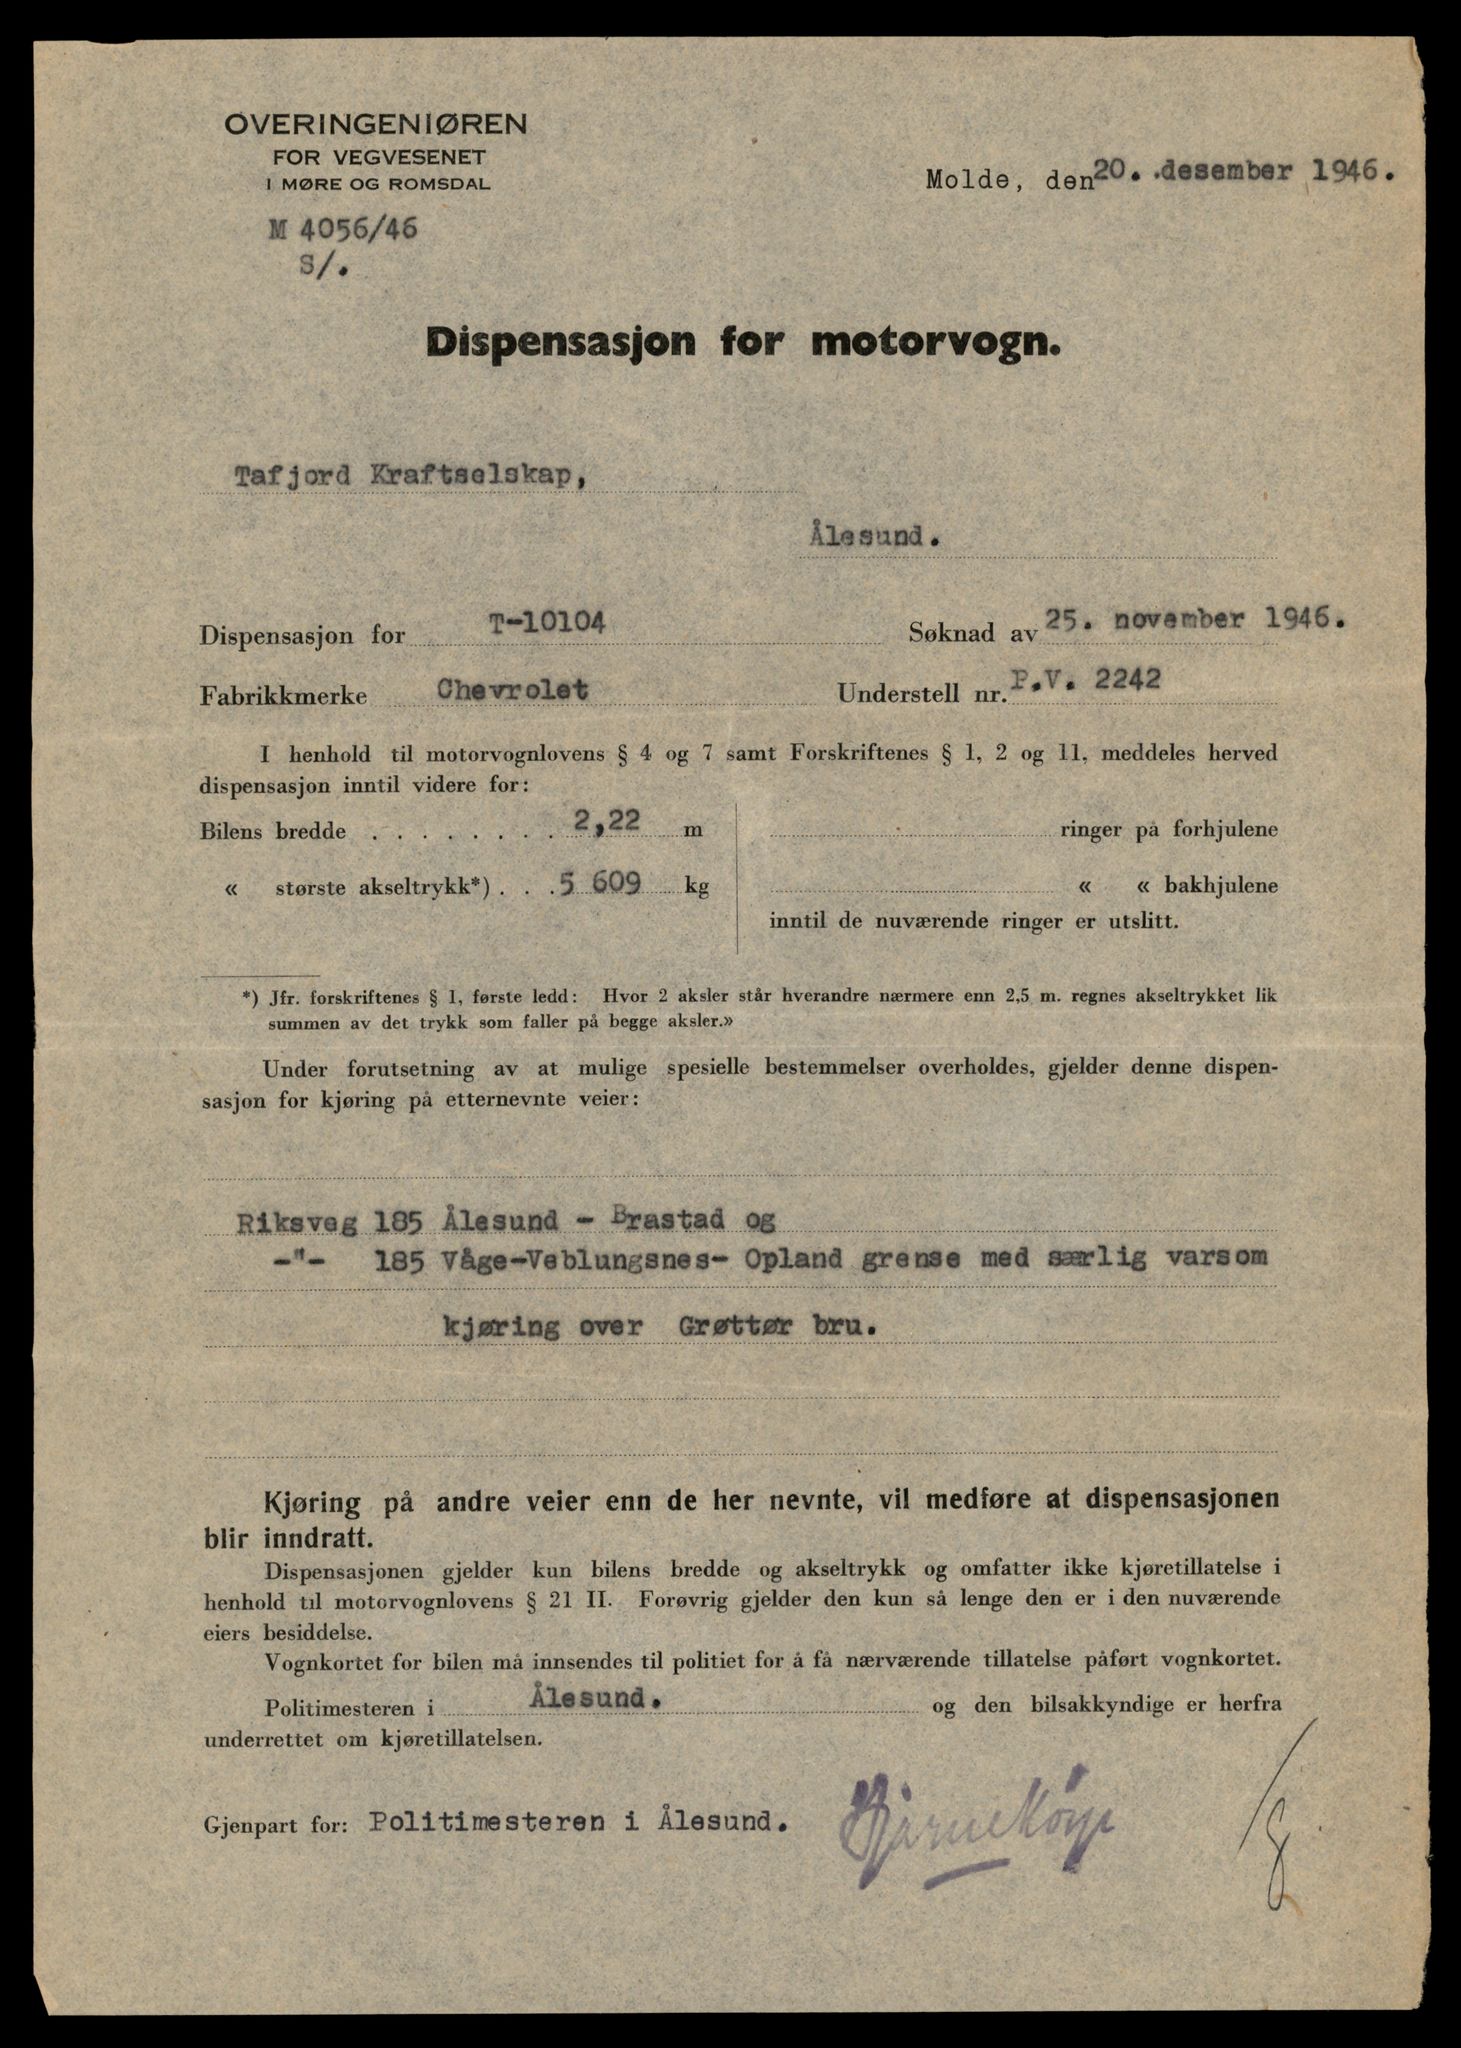 OVERINGENIØREN
FOR VEGVESENET
I MØRE OG ROMSDAL
Molde, den 20. desember 1946.
M 4056/46
S/.
Dispensasjon for motorvogn.
Tafjord Kraftselskap,
Ålesund.
Dispensasjon for T-10104 Søknad av 25. november 1946.
Fabrikkmerke Chevrolet Understell nr. P.V. 2242
I henhold til motorvognlovens § 4 og 7 samt Forskriftenes § 1, 2 og 11, meddeles herved
dispensasjon inntil videre for:
Bilens bredde . . . . . . . . 2,22 m ringer på forhjulene
« største akseltrykk*) . . . 5 609 kg « « bakhjulene
inntil de nuværende ringer er utslitt.
*) Jfr. forskriftenes § 1, første ledd: Hvor 2 aksler står hverandre nærmere enn 2,5 m. regnes akseltrykket lik
summen av det trykk som faller på begge aksler.»
Under forutsetning av at mulige spesielle bestemmelser overholdes, gjelder denne dispen-
sasjon for kjøring på etternevnte veier:
Riksveg 185 Ålesund - Brastad og
-"- 185 Våge-Veblungsnes- Opland grense med særlig varsom
kjøring over Grøttør bru.
Kjøring på andre veier enn de her nevnte, vil medføre at dispensasjonen
blir inndratt.
Dispensasjonen gjelder kun bilens bredde og akseltrykk og omfatter ikke kjøretillatelse i
henhold til motorvognlovens § 21 II. Forøvrig gjelder den kun så lenge den er i den nuværende
eiers besiddelse.
Vognkortet for bilen må innsendes til politiet for å få nærværende tillatelse påført vognkortet.
Politimesteren i Ålesund. og den bilsakkyndige er herfra
underrettet om kjøretillatelsen.
Gjenpart for: Politimesteren i Ålesund.